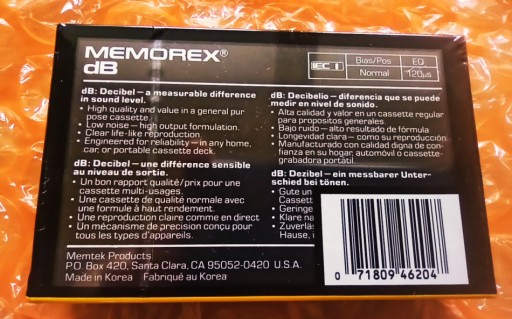 MEMOREX®
dB
IEC I
Bias/Pos
Normal
EQ
120µs
dB: Decibel – a measurable difference
in sound level.
• High quality and value in a general pur
pose cassette.
• Low noise – high output formulation.
• Clear life-like reproduction.
• Engineered for reliability – in any home,
car, or portable cassette deck.
dB: Decibel – une différence sensible
au niveau de sortie.
• Un bon rapport qualité/prix pour une
cassette multi-usages.
• Une cassette de qualité normale avec
une formule à haut rendement.
• Une reproduction claire comme en direct
• Un mécanisme de precision conçu pour
tous les types d'appareils.
Memtek Products
P.O. Box 420, Santa Clara, CA 95052-0420 U.S.A.
Made in Korea Fabriqué au Korea
dB: Decibelio – diferencia que se puede
medir en nivel de sonido.
• Alta calidad y valor en un cassette regular
para propositos generales.
• Bajo ruido – alto resultado de fórmula
• Longevidad clara – como su reproducción.
• Manufacturado con calidad digna de con-
fianza en su hogar, automóvil o cassette-
grabadora portátil.
dB: Dezibel – ein messbarer Unter-
schied bei tönen.
• Gute un
Cassett
• Geringe
• Klare na
• Zuverläs
Hause, i
0 71809 46204